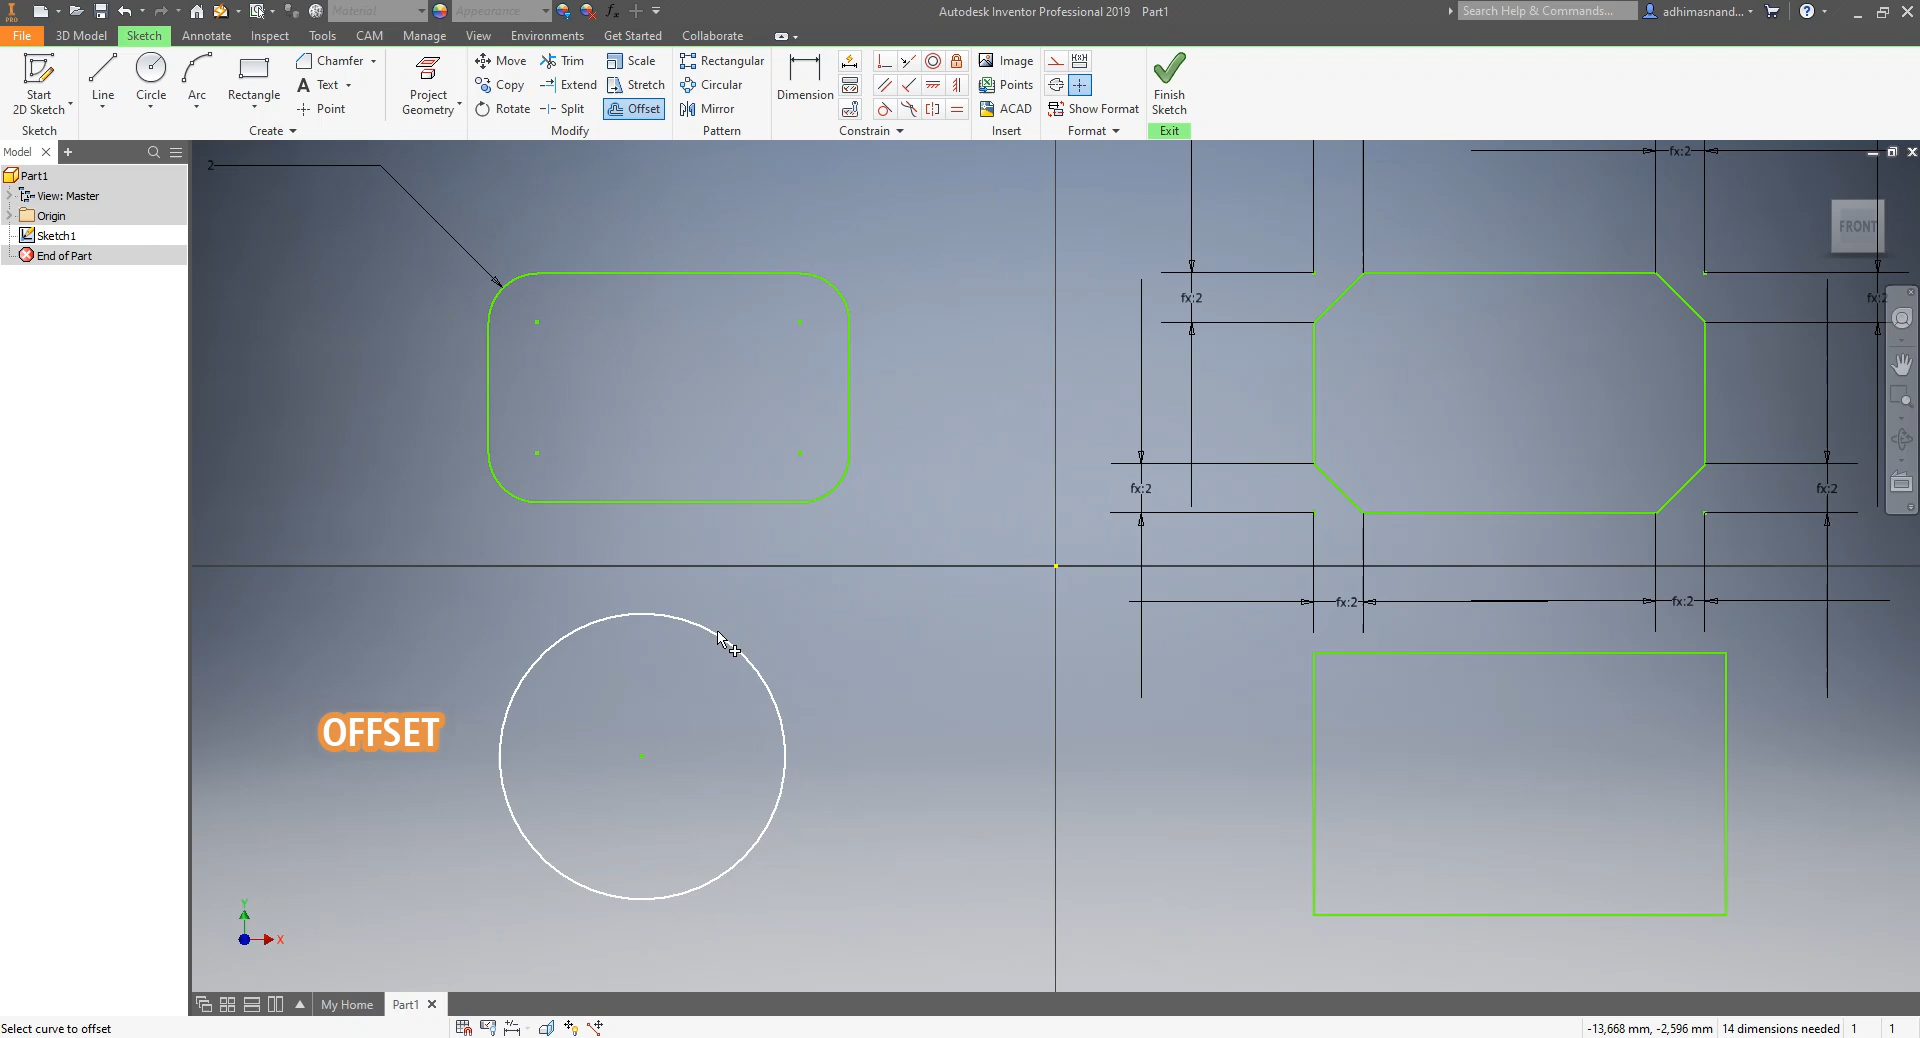 PRO
Material
Appearance
Autodesk Inventor Professional 2019 Part1
Search Help & Commands...
adhimasnand...
File 3D Model Sketch Annotate Inspect Tools CAM Manage View Environments Get Started Collaborate
Start
2D Sketch
Sketch
Line
Circle
Arc
Rectangle
Chamfer
Text
Point
Create
Project
Geometry
Move
Trim
Scale
Copy
Extend
Stretch
Rotate
Split
Offset
Modify
Rectangular
Circular
Mirror
Pattern
Dimension
Constrain
Image
Points
ACAD
Insert
Show Format
Format
Finish
Sketch
Exit
Model
Part1
View: Master
Origin
Sketch1
End of Part
2
fx:2
FRONT
fx:2
fx:2
fx:2
fx:2
fx:2
fx:2
OFFSET
Y
X
My Home
Part1
Select curve to offset
-13,668 mm, -2,596 mm
14 dimensions needed
1
1